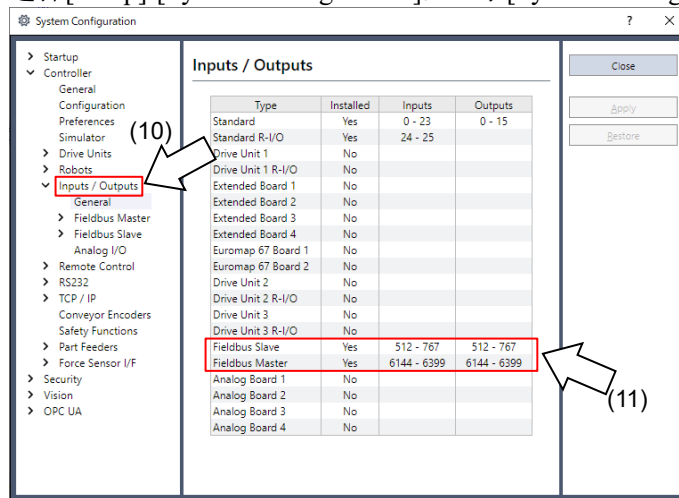 System Configuration
?
Startup
Controller
General
Configuration
Preferences
Simulator
Drive Units
Robots
Inputs / Outputs
General
Fieldbus Master
Fieldbus Slave
Analog I/O
Remote Control
RS232
TCP / IP
Conveyor Encoders
Safety Functions
Part Feeders
Force Sensor I/F
Security
Vision
OPC UA
(10)
Inputs / Outputs
Type Installed Inputs Outputs
Standard Yes 0 - 23 0 - 15
Standard R-I/O Yes 24 - 25
Drive Unit 1 No
Drive Unit 1 R-I/O No
Extended Board 1 No
Extended Board 2 No
Extended Board 3 No
Extended Board 4 No
Euromap 67 Board 1 No
Euromap 67 Board 2 No
Drive Unit 2 No
Drive Unit 2 R-I/O No
Drive Unit 3 No
Drive Unit 3 R-I/O No
Fieldbus Slave Yes 512 - 767 512 - 767
Fieldbus Master Yes 6144 - 6399 6144 - 6399
Analog Board 1 No
Analog Board 2 No
Analog Board 3 No
Analog Board 4 No
(11)
Close
Apply
Restore